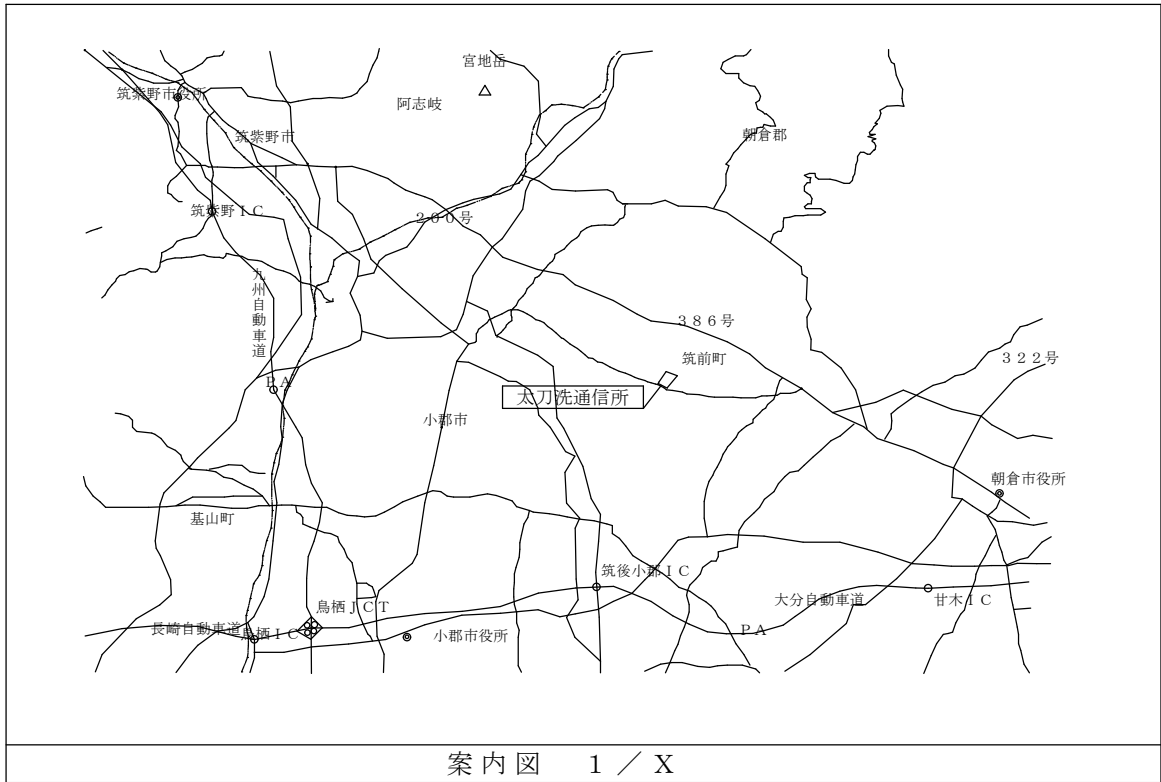 宮地岳
筑紫野市役所
阿志岐
筑紫野市
朝倉郡
筑紫野ＩＣ
２００号
九州自動車道
３８６号
筑前町
３２２号
ＰＡ
太刀洗通信所
小郡市
朝倉市役所
基山町
筑後小郡ＩＣ
大分自動車道
甘木ＩＣ
鳥栖ＪＣＴ
長崎自動車道
鳥栖ＩＣ
小郡市役所
ＰＡ
案内図　１／Ｘ